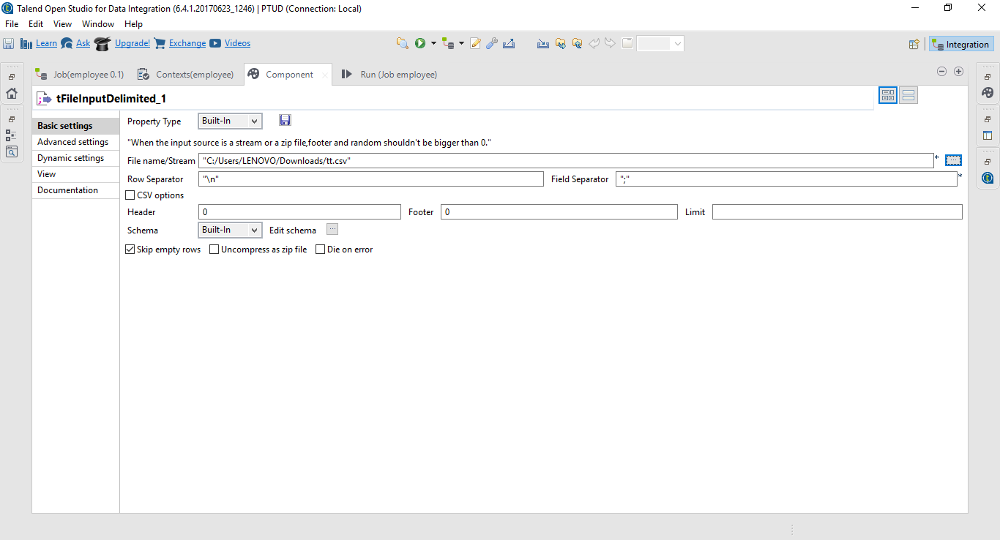 Talend Open Studio for Data Integration (6.4.1.20170623_1246) | PTUD (Connection: Local)
File Edit View Window Help
Learn Ask Upgrade! Exchange Videos Integration
Job(employee 0.1) Contexts(employee) Component Run (Job employee)
tFileInputDelimited_1
Basic settings
Advanced settings
Dynamic settings
View
Documentation
Property Type Built-In
"When the input source is a stream or a zip file,footer and random shouldn't be bigger than 0."
File name/Stream "C:/Users/LENOVO/Downloads/tt.csv" * ...
Row Separator "\n" Field Separator ";" *
CSV options
Header 0 Footer 0 Limit
Schema Built-In Edit schema ...
Skip empty rows Uncompress as zip file Die on error